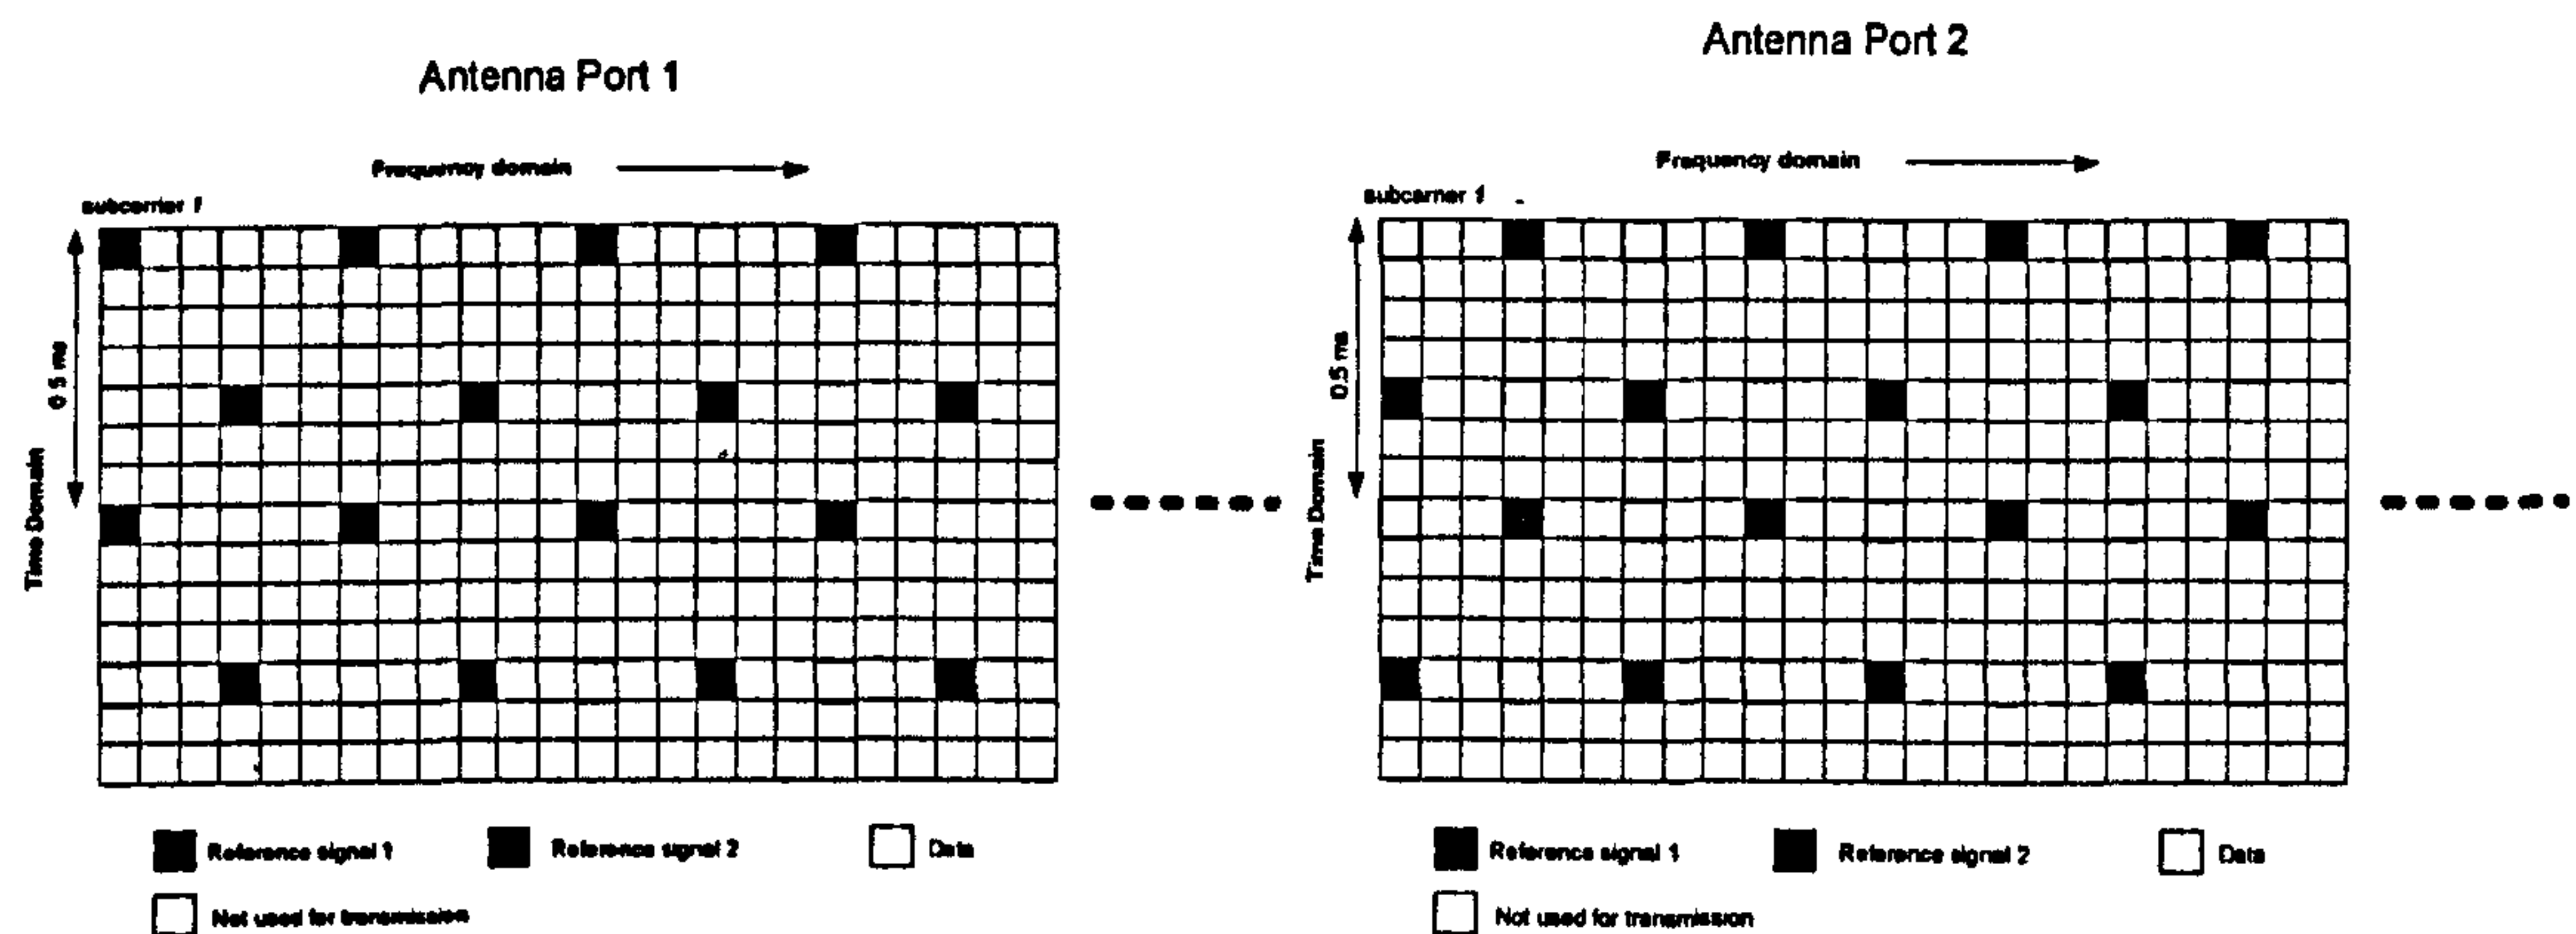 Antenna Port 1
Frequency domain
subcarrier 1
0.5 ms
Time Domain
Reference signal 1
Reference signal 2
Data
Not used for transmission
Antenna Port 2
Frequency domain
subcarrier 1
0.5 ms
Time Domain
Reference signal 1
Reference signal 2
Data
Not used for transmission